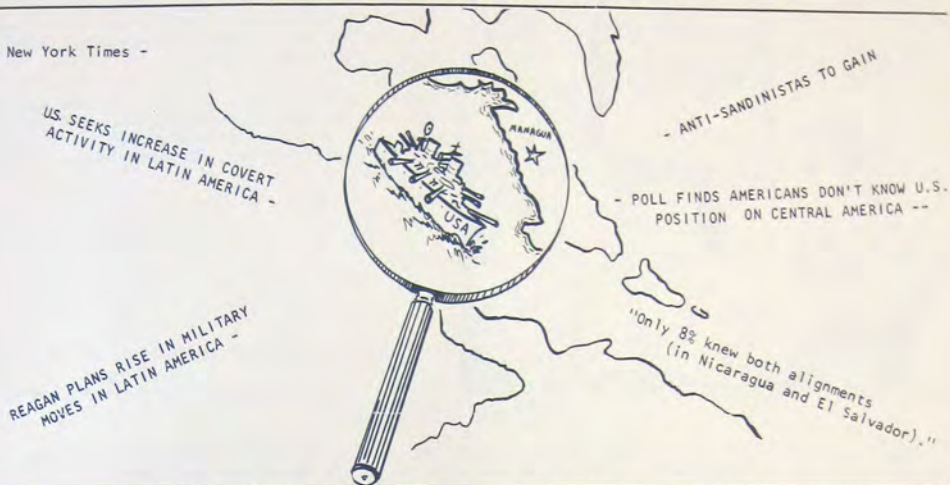 New York Times -
U.S. SEEKS INCREASE IN COVERT
ACTIVITY IN LATIN AMERICA -
REAGAN PLANS RISE IN MILITARY
MOVES IN LATIN AMERICA -
MANAGUA
USA
- ANTI-SANDINISTAS TO GAIN
- POLL FINDS AMERICANS DON'T KNOW U.S.
POSITION ON CENTRAL AMERICA --
"Only 8% knew both alignments
(in Nicaragua and El Salvador)."